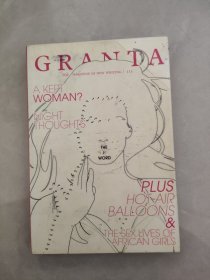 GRANTA
THE MAGAZINE OF NEW WRITING / 115
A KEPT
WOMAN?
NIGHT
THOUGHTS
THE
F
WORD
PLUS
HOT AIR
BALLOONS
&
THE SEX LIVES OF
AFRICAN GIRLS